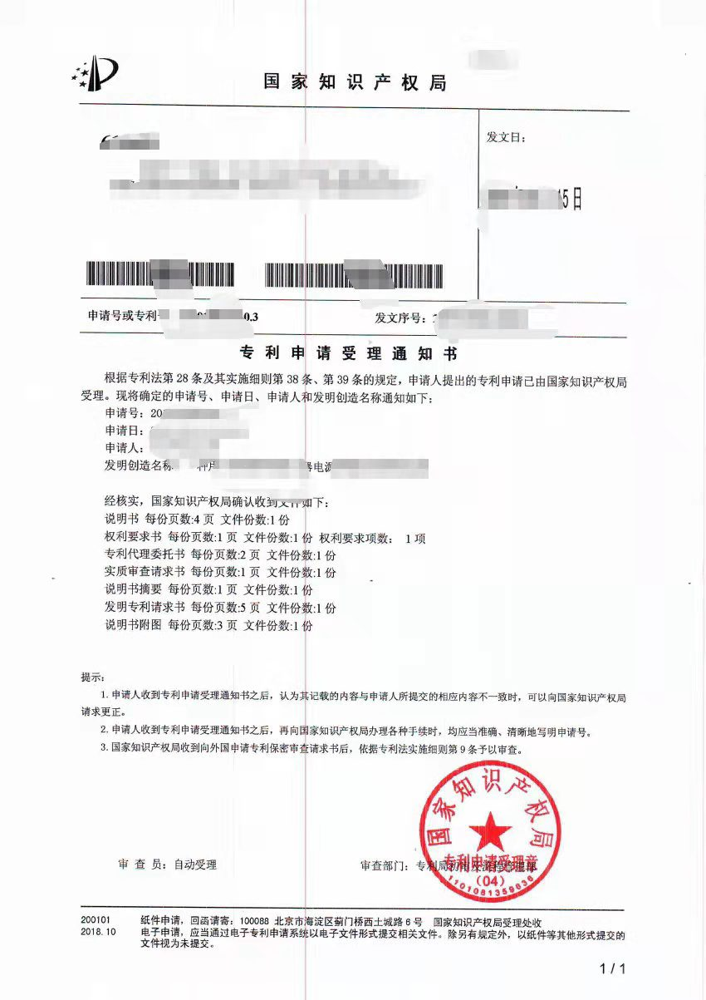 国家知识产权局
发文日：
15日
申请号或专利
0.3
发文序号：
专利申请受理通知书
根据专利法第28条及其实施细则第38条、第39条的规定，申请人提出的专利申请已由国家知识产权局
受理。现将确定的申请号、申请日、申请人和发明创造名称通知如下：
申请号：20
申请日：
申请人：
发明创造名称 电源
经核实，国家知识产权局确认收到文件如下：
说明书 每份页数:4 页 文件份数:1 份
权利要求书 每份页数:1 页 文件份数:1 份 权利要求项数： 1 项
专利代理委托书 每份页数:2 页 文件份数:1 份
实质审查请求书 每份页数:1 页 文件份数:1 份
说明书摘要 每份页数:1 页 文件份数:1 份
发明专利请求书 每份页数:5 页 文件份数:1 份
说明书附图 每份页数:3 页 文件份数:1 份
提示：
1. 申请人收到专利申请受理通知书之后，认为其记载的内容与申请人所提交的相应内容不一致时，可以向国家知识产权局
请求更正。
2. 申请人收到专利申请受理通知书之后，再向国家知识产权局办理各种手续时，均应当准确、清晰地写明申请号。
3. 国家知识产权局收到向外国申请专利保密审查请求书后，依据专利法实施细则第9条予以审查。
国家知识产权局
专利申请受理章
(04)
1101081359636
审 查 员：自动受理
审查部门：专利局初审及流程管理部
200101 纸件申请，回函请寄：100088 北京市海淀区蓟门桥西土城路6号 国家知识产权局受理处收
2018.10 电子申请，应当通过电子专利申请系统以电子文件形式提交相关文件。除另有规定外，以纸件等其他形式提交的
文件视为未提交。
1 / 1